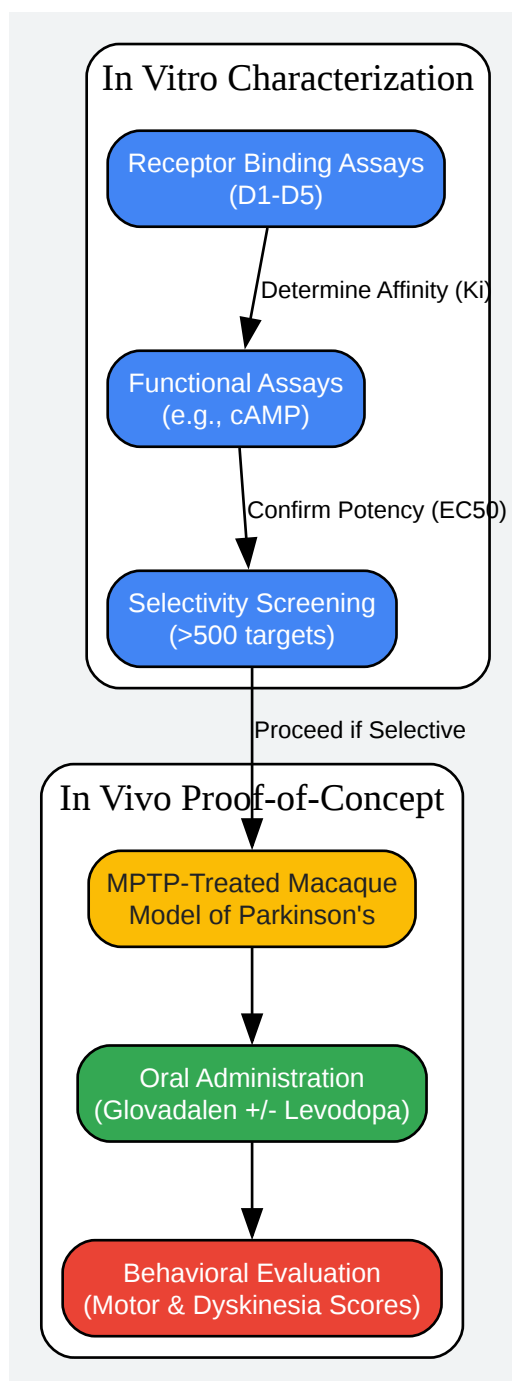 In Vitro Characterization
Receptor Binding Assays
(D1-D5)
Determine Affinity (Ki)
Functional Assays
(e.g., cAMP)
Confirm Potency (EC50)
Selectivity Screening
(>500 targets)
Proceed if Selective
In Vivo Proof-of-Concept
MPTP-Treated Macaque
Model of Parkinson's
Oral Administration
(Glovadalen +/- Levodopa)
Behavioral Evaluation
(Motor & Dyskinesia Scores)